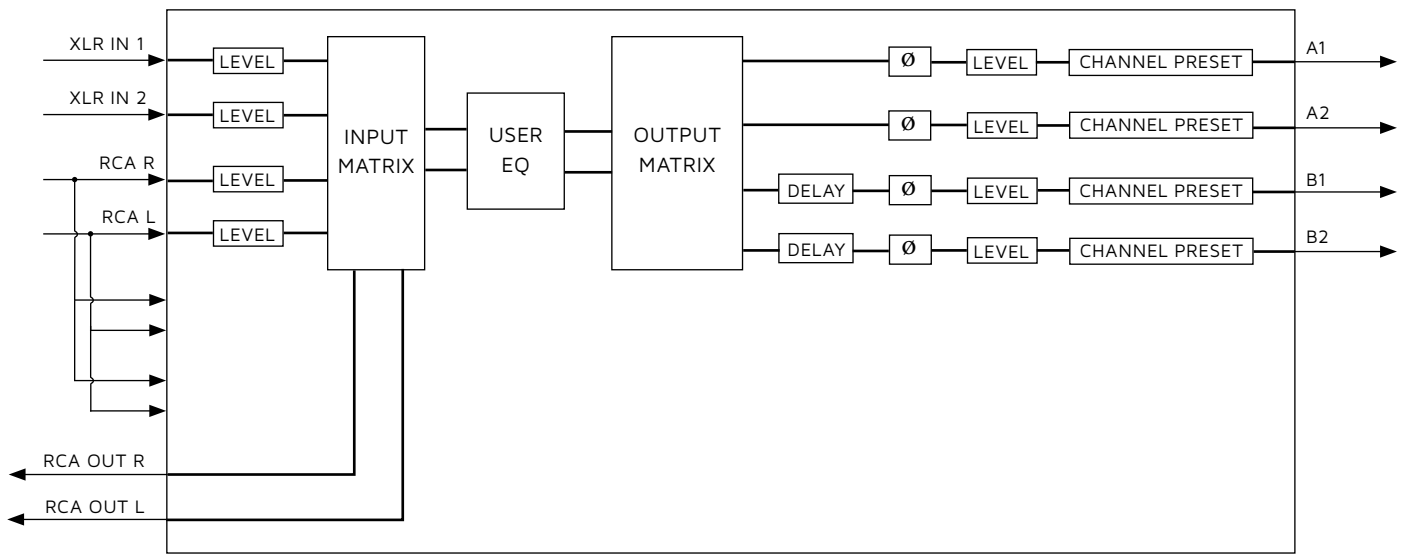 XLR IN 1
LEVEL
XLR IN 2
LEVEL
RCA R
LEVEL
RCA L
LEVEL
INPUT
MATRIX
USER
EQ
OUTPUT
MATRIX
Ø
LEVEL
CHANNEL PRESET
A1
Ø
LEVEL
CHANNEL PRESET
A2
DELAY
Ø
LEVEL
CHANNEL PRESET
B1
DELAY
Ø
LEVEL
CHANNEL PRESET
B2
RCA OUT R
RCA OUT L